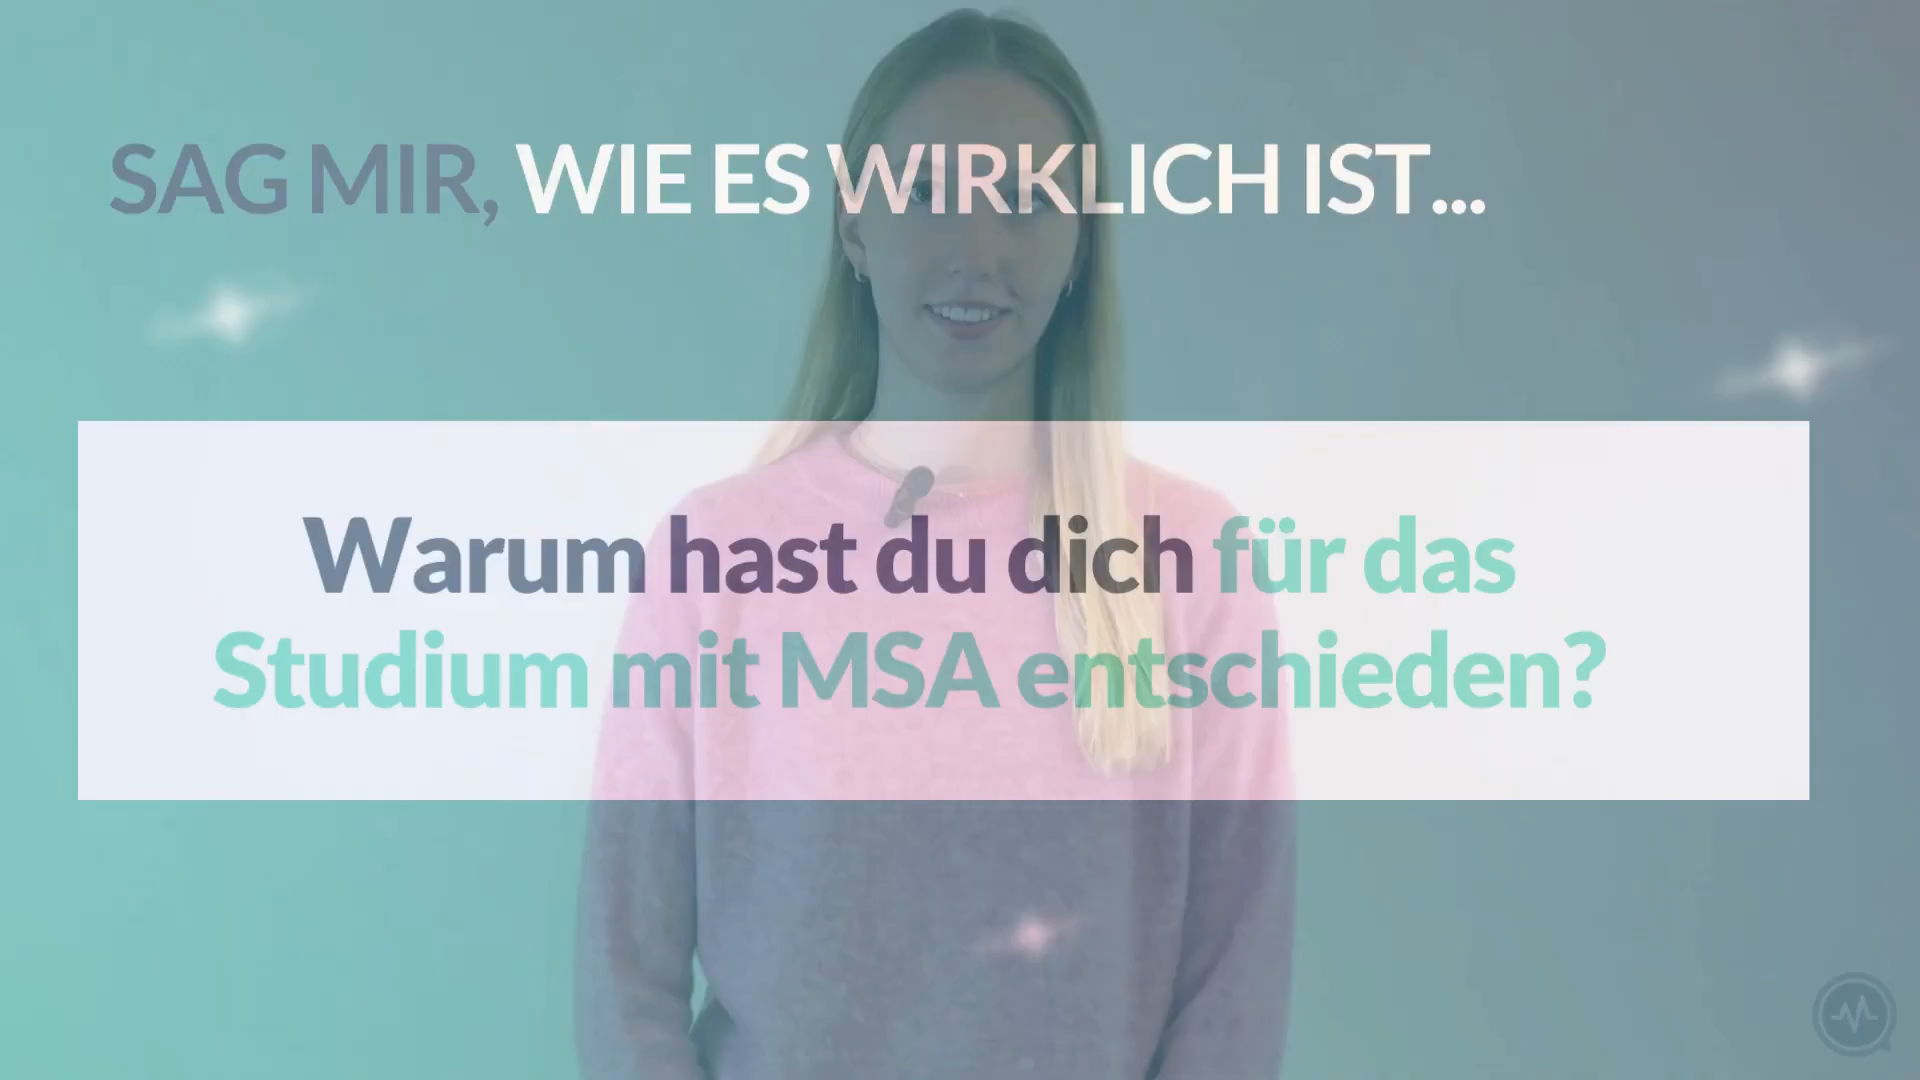 SAG MIR, WIE ES WIRKLICH IST...
Warum hast du dich für das
Studium mit MSA entschieden?